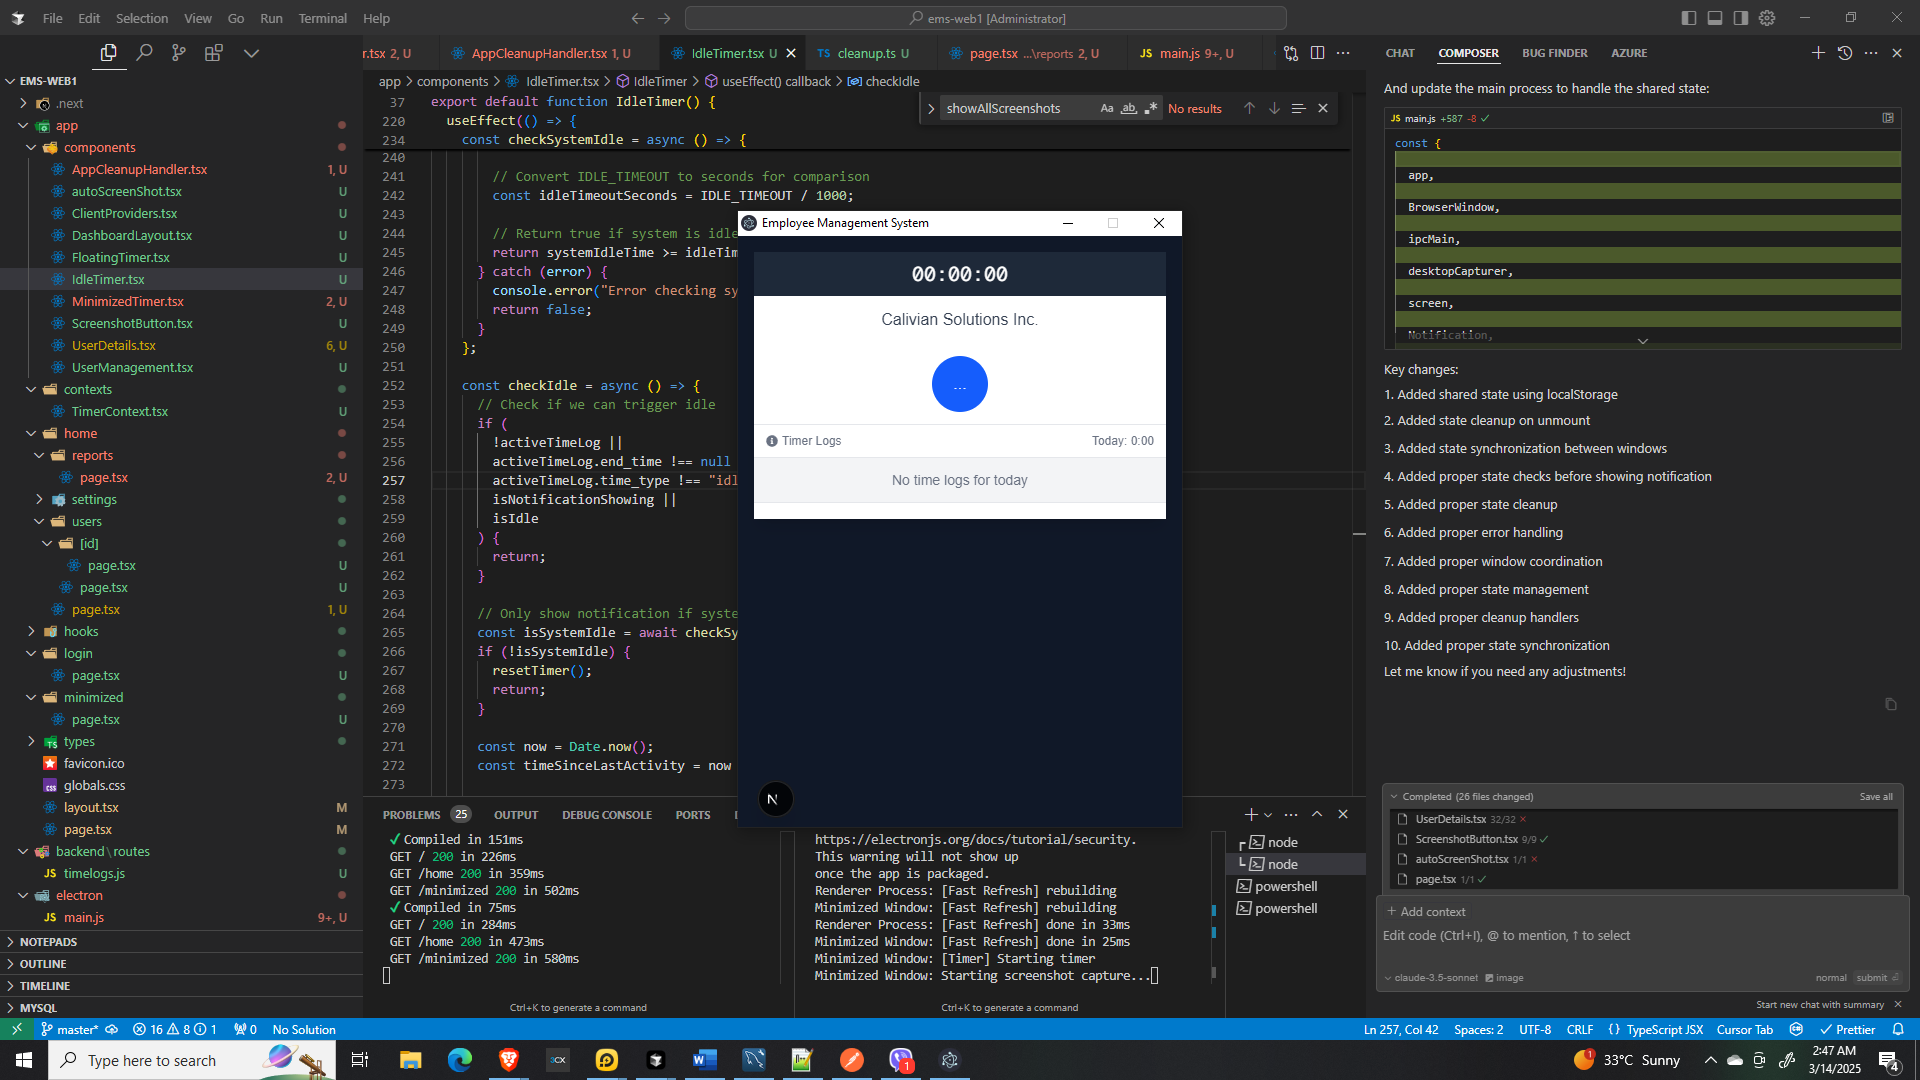 File Edit Selection View Go Run Terminal Help
ems-web1 [Administrator]
EMS-WEB1
.next
app
components
AppCleanupHandler.tsx 1, U
autoScreenShot.tsx U
ClientProviders.tsx U
DashboardLayout.tsx U
FloatingTimer.tsx U
IdleTimer.tsx U
MinimizedTimer.tsx 2, U
ScreenshotButton.tsx U
UserDetails.tsx 6, U
UserManagement.tsx U
contexts
TimerContext.tsx U
home
reports
page.tsx 2, U
settings
users
[id]
page.tsx U
page.tsx U
page.tsx 1, U
hooks
login
page.tsx U
minimized
page.tsx U
types
favicon.ico
globals.css
layout.tsx M
page.tsx M
backend\routes
timelogs.js U
electron
main.js 9+, U
NOTEPADS
OUTLINE
TIMELINE
MYSQL
r.tsx 2, U AppCleanupHandler.tsx 1, U IdleTimer.tsx U cleanup.ts U page.tsx ...\reports 2, U main.js 9+, U
app > components > IdleTimer.tsx > IdleTimer > useEffect() callback > checkIdle
showAllScreenshots Aa ab No results
37 export default function IdleTimer() {
220 useEffect(() => {
234 const checkSystemIdle = async () => {
240
241 // Convert IDLE_TIMEOUT to seconds for comparison
242 const idleTimeoutSeconds = IDLE_TIMEOUT / 1000;
243
244 // Return true if system is idle
245 return systemIdleTime >= idleTim
246 } catch (error) {
247 console.error("Error checking sy
248 return false;
249 }
250 };
251
252 const checkIdle = async () => {
253 // Check if we can trigger idle
254 if (
255 !activeTimeLog ||
256 activeTimeLog.end_time !== null
257 activeTimeLog.time_type !== "idl
258 isNotificationShowing ||
259 isIdle
260 ) {
261 return;
262 }
263
264 // Only show notification if syste
265 const isSystemIdle = await checkSy
266 if (!isSystemIdle) {
267 resetTimer();
268 return;
269 }
270
271 const now = Date.now();
272 const timeSinceLastActivity = now
273
Employee Management System
00:00:00
Calivian Solutions Inc.
...
Timer Logs Today: 0:00
No time logs for today
N
PROBLEMS 25 OUTPUT DEBUG CONSOLE PORTS
✓ Compiled in 151ms
GET / 200 in 226ms
GET /home 200 in 359ms
GET /minimized 200 in 502ms
✓ Compiled in 75ms
GET / 200 in 284ms
GET /home 200 in 473ms
GET /minimized 200 in 580ms
Ctrl+K to generate a command
https://electronjs.org/docs/tutorial/security.
This warning will not show up
once the app is packaged.
Renderer Process: [Fast Refresh] rebuilding
Minimized Window: [Fast Refresh] rebuilding
Renderer Process: [Fast Refresh] done in 33ms
Minimized Window: [Fast Refresh] done in 25ms
Minimized Window: [Timer] Starting timer
Minimized Window: Starting screenshot capture...
Ctrl+K to generate a command
node
node
powershell
powershell
CHAT COMPOSER BUG FINDER AZURE
And update the main process to handle the shared state:
JS main.js +587 -8 ✓
const {
app,
BrowserWindow,
ipcMain,
desktopCapturer,
screen,
Notification,
Key changes:
1. Added shared state using localStorage
2. Added state cleanup on unmount
3. Added state synchronization between windows
4. Added proper state checks before showing notification
5. Added proper state cleanup
6. Added proper error handling
7. Added proper window coordination
8. Added proper state management
9. Added proper cleanup handlers
10. Added proper state synchronization
Let me know if you need any adjustments!
Completed (26 files changed) Save all
UserDetails.tsx 32/32 ×
ScreenshotButton.tsx 9/9 ✓
autoScreenShot.tsx 1/1 ×
page.tsx 1/1 ✓
+ Add context
Edit code (Ctrl+I), @ to mention, ↑ to select
claude-3.5-sonnet image normal submit
Start new chat with summary ×
master* 16 8 1 0 No Solution
Ln 257, Col 42 Spaces: 2 UTF-8 CRLF {} TypeScript JSX Cursor Tab Prettier
Type here to search
33°C Sunny
2:47 AM
3/14/2025
4